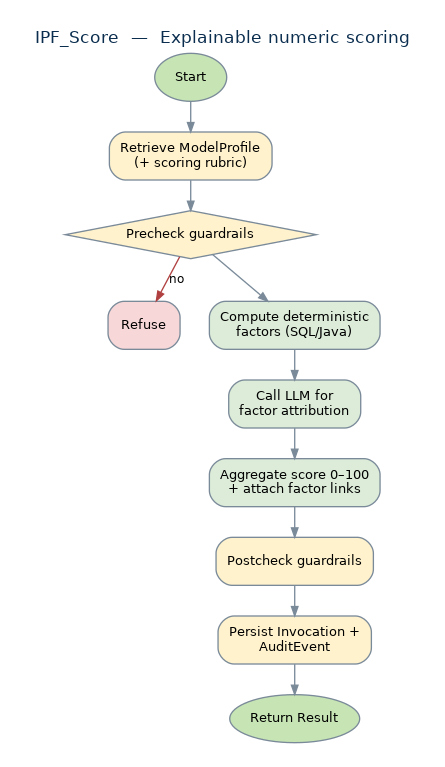 IPF_Score — Explainable numeric scoring
Start
Retrieve ModelProfile
(+ scoring rubric)
Precheck guardrails
no
Refuse
Compute deterministic
factors (SQL/Java)
Call LLM for
factor attribution
Aggregate score 0–100
+ attach factor links
Postcheck guardrails
Persist Invocation +
AuditEvent
Return Result